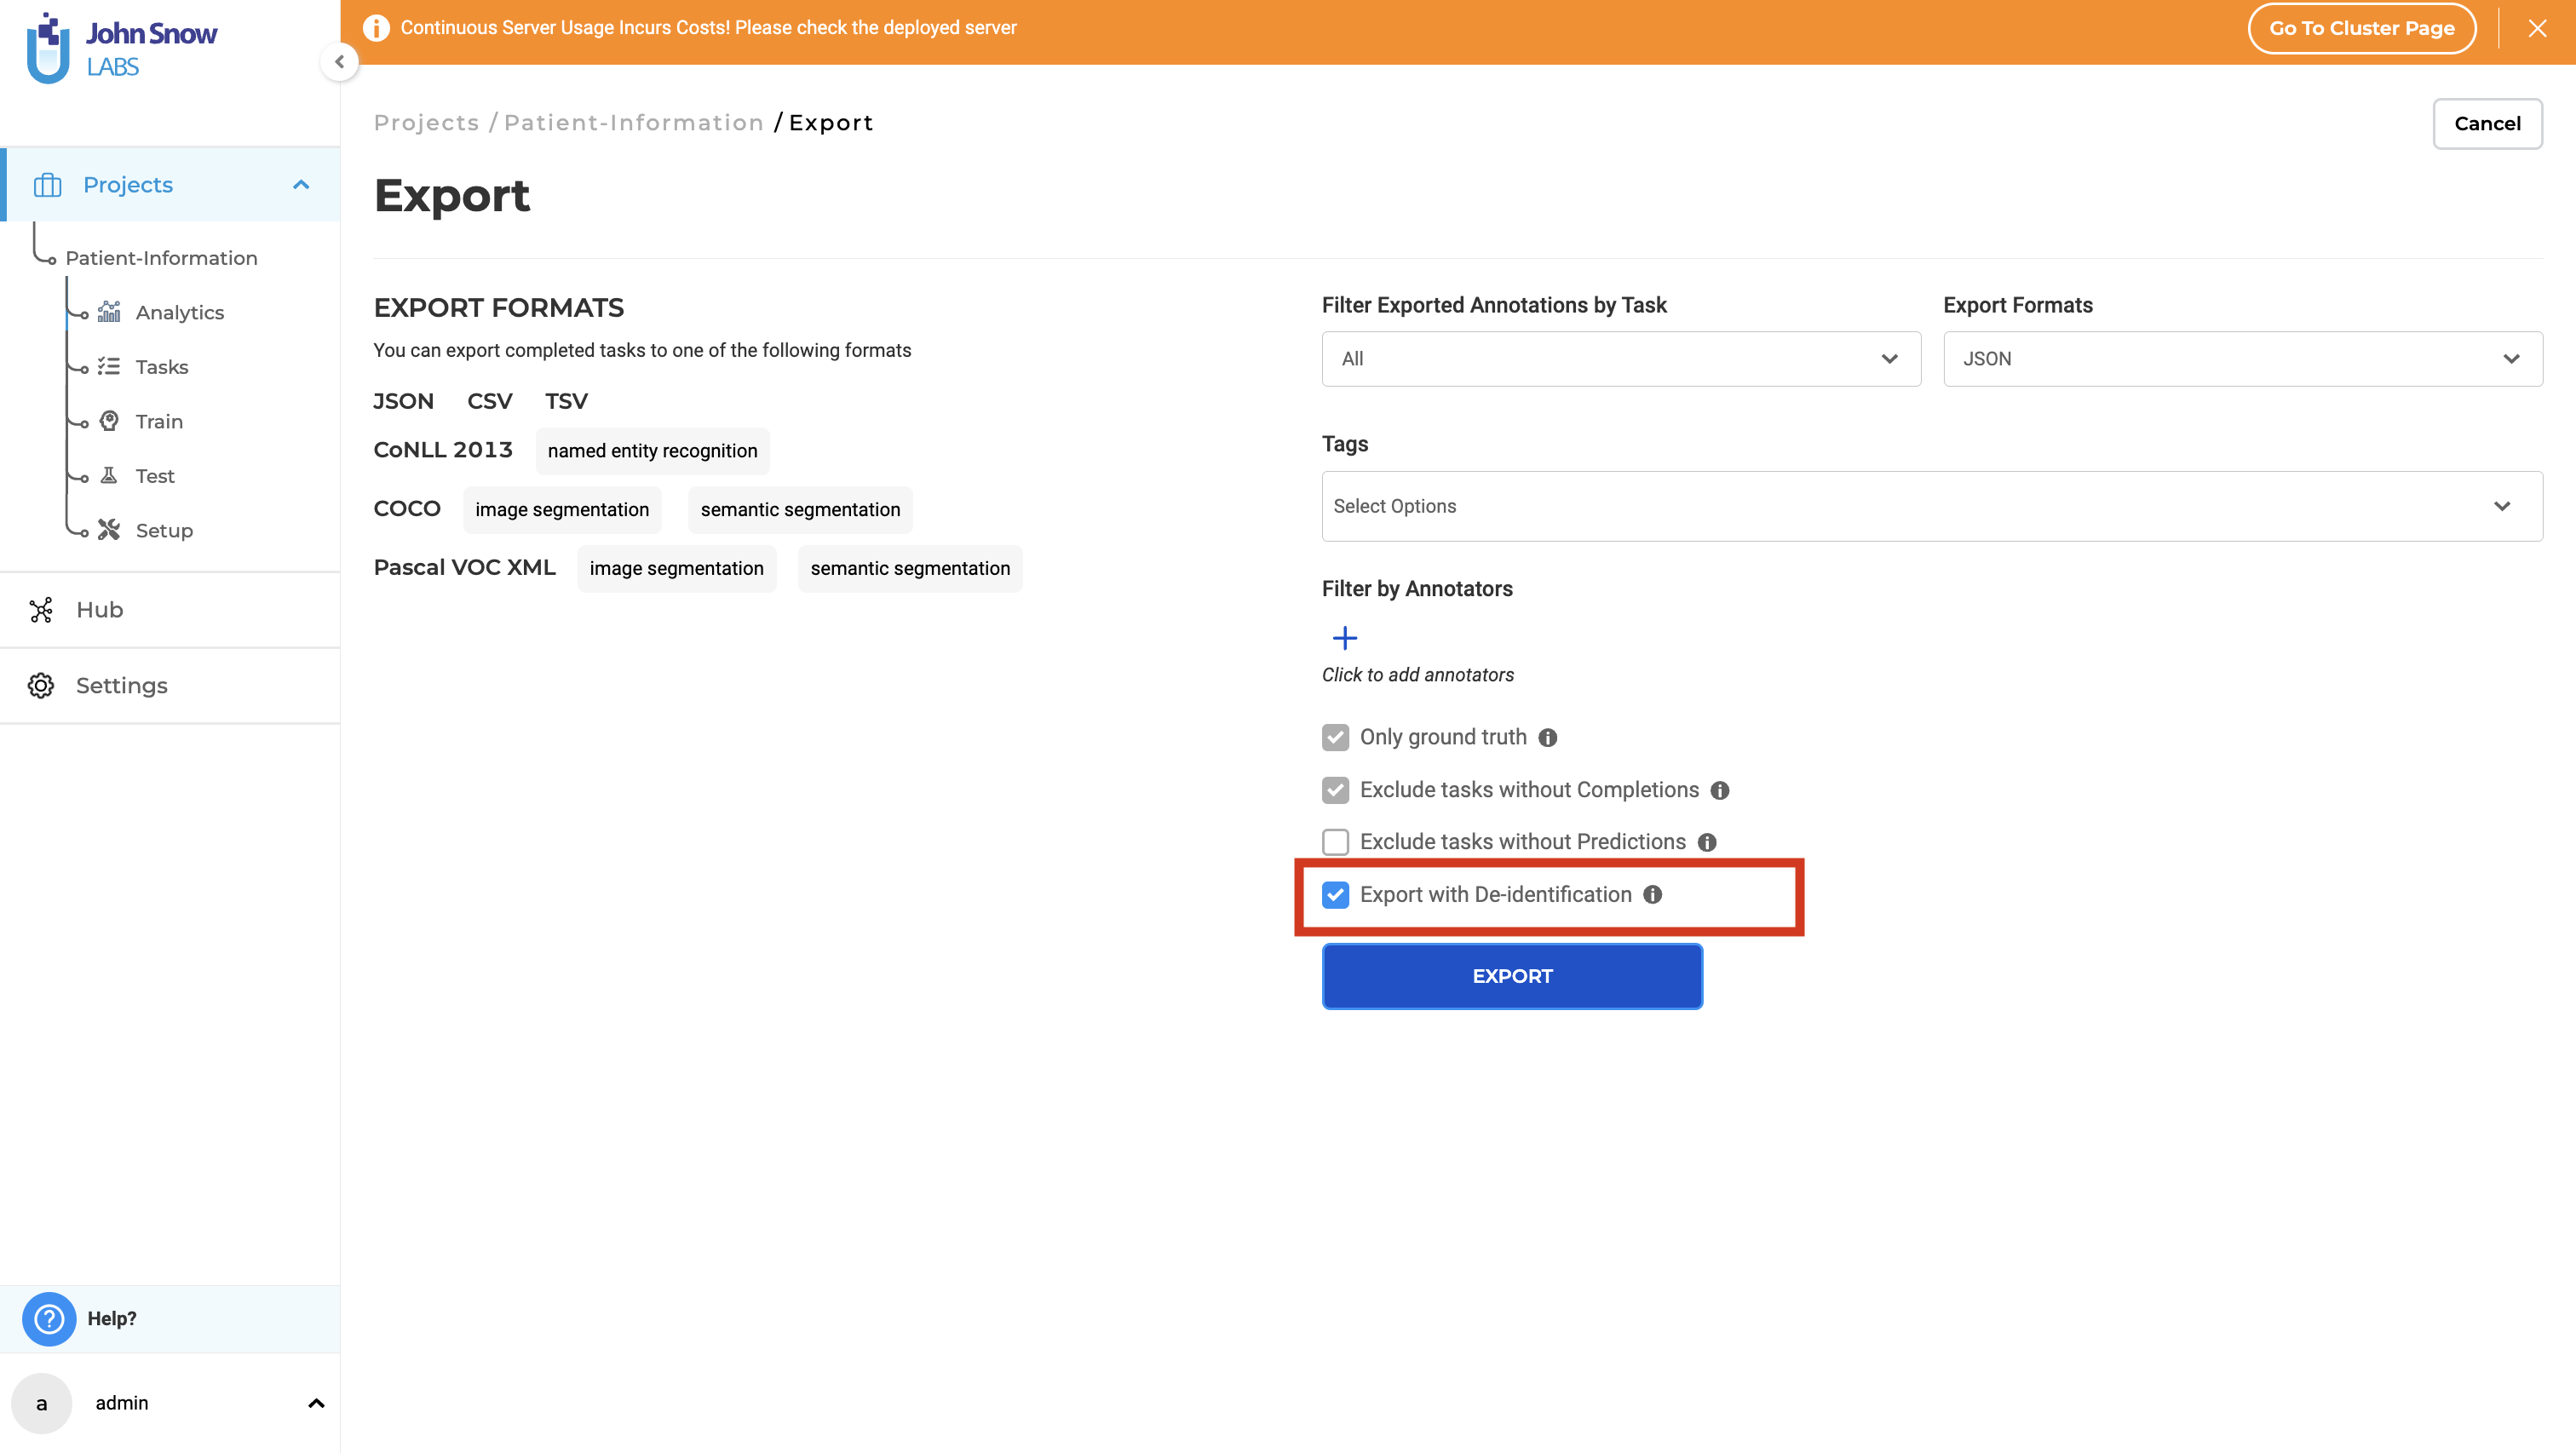 John Snow
LABS
Continuous Server Usage Incurs Costs! Please check the deployed server
Go To Cluster Page
Projects / Patient-Information / Export
Cancel
Export
Projects
Patient-Information
Analytics
Tasks
Train
Test
Setup
Hub
Settings
EXPORT FORMATS
You can export completed tasks to one of the following formats
JSON CSV TSV
CoNLL 2013 named entity recognition
COCO image segmentation semantic segmentation
Pascal VOC XML image segmentation semantic segmentation
Filter Exported Annotations by Task
All
Export Formats
JSON
Tags
Select Options
Filter by Annotators
Click to add annotators
Only ground truth
Exclude tasks without Completions
Exclude tasks without Predictions
Export with De-identification
EXPORT
Help?
a admin